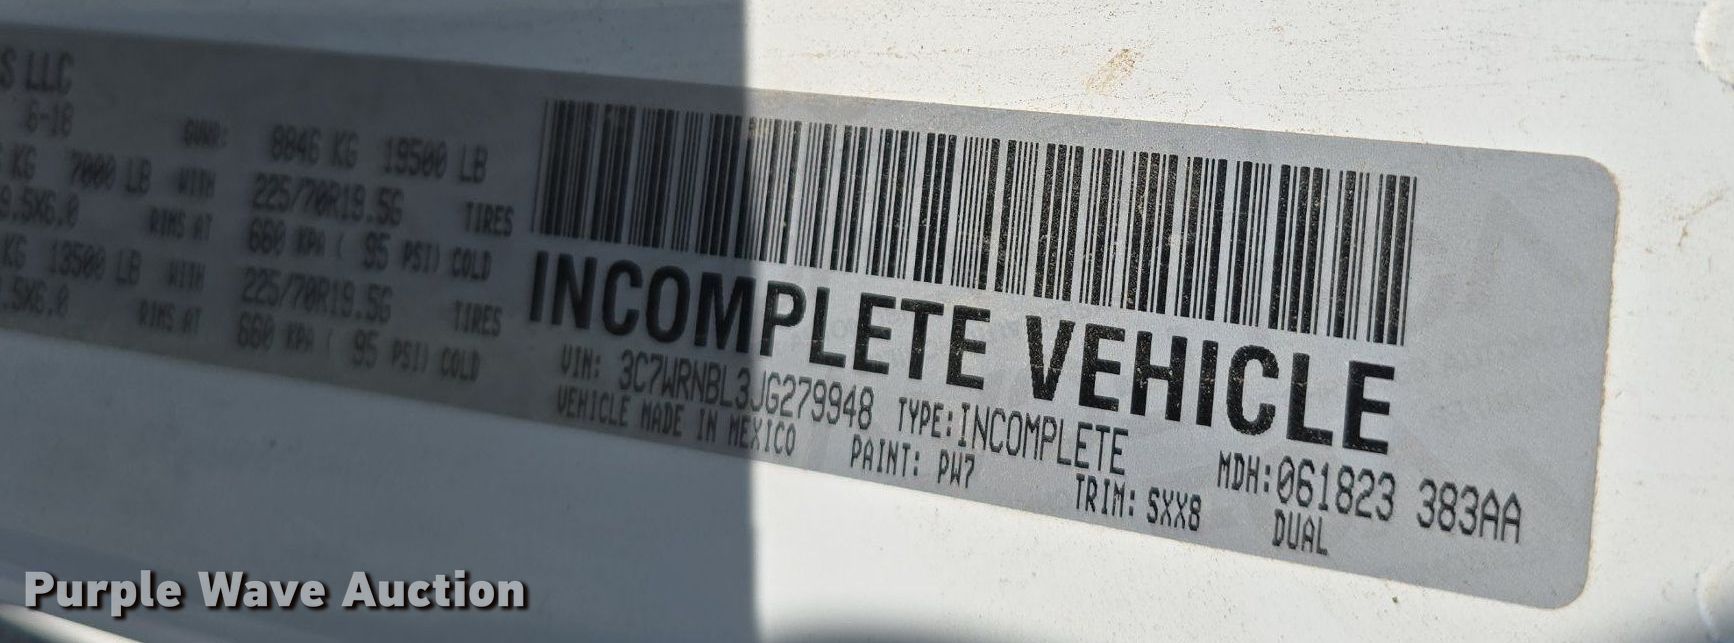 S LLC
6-18
GVWR: 8846 KG 19500 LB
KG 7000 LB WITH 225/70R19.5G TIRES
9.5X6.0 RIMS AT 660 KPA ( 95 PSI) COLD
KG 13500 LB WITH 225/70R19.5G TIRES
.5X6.0 RIMS AT 660 KPA ( 95 PSI) COLD
INCOMPLETE VEHICLE
VIN: 3C7WRNBL3JG279948 TYPE:INCOMPLETE MDH:061823 383AA
VEHICLE MADE IN MEXICO PAINT: PW7 TRIM: SXX8 DUAL
Purple Wave Auction